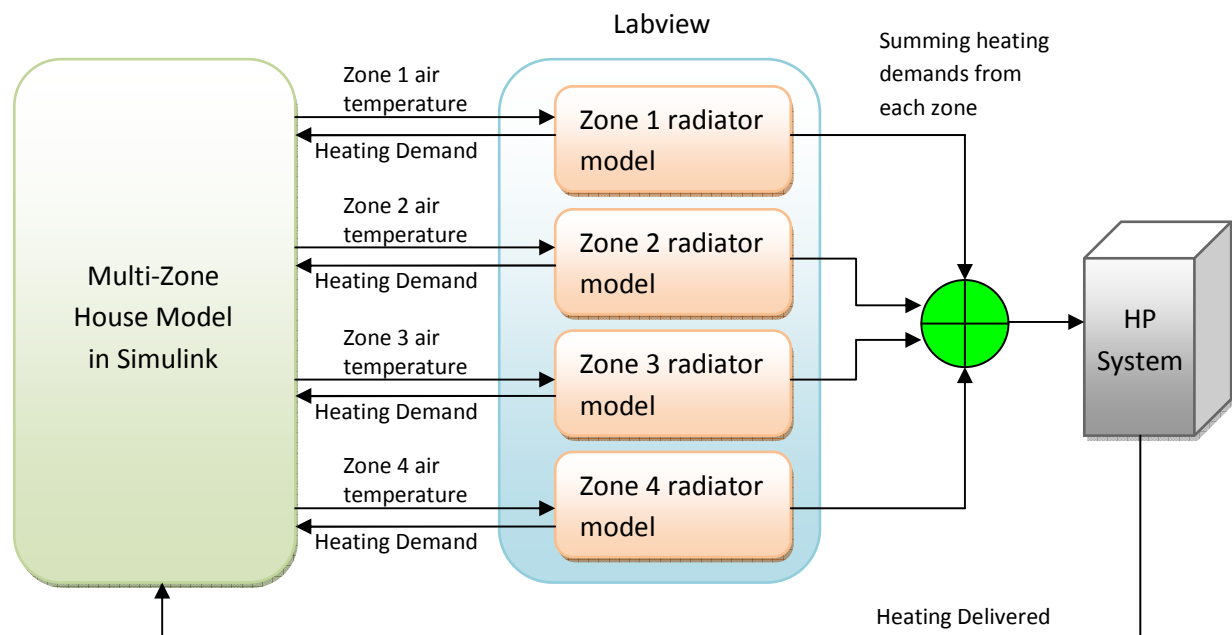 Labview
Summing heating
demands from
each zone
Multi-Zone
House Model
in Simulink
Zone 1 air
temperature
Heating Demand
Zone 1 radiator
model
Zone 2 air
temperature
Heating Demand
Zone 2 radiator
model
Zone 3 air
temperature
Heating Demand
Zone 3 radiator
model
Zone 4 air
temperature
Heating Demand
Zone 4 radiator
model
HP
System
Heating Delivered